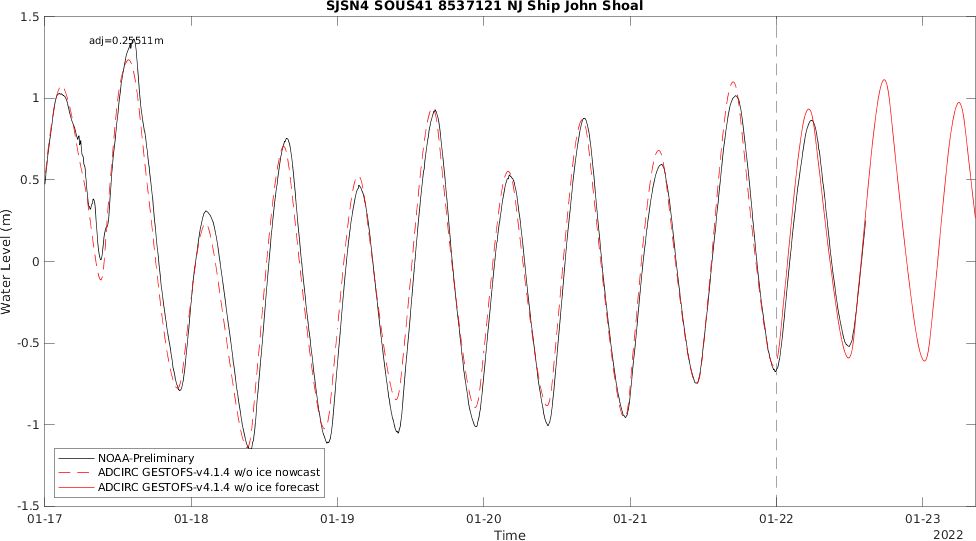 SJSN4 SOUS41 8537121 NJ Ship John Shoal
adj=0.25511m
1.5
1
0.5
0
-0.5
-1
-1.5
Water Level (m)
NOAA-Preliminary
ADCIRC GESTOFS-v4.1.4 w/o ice nowcast
ADCIRC GESTOFS-v4.1.4 w/o ice forecast
01-17 01-18 01-19 01-20 01-21 01-22 01-23
Time
2022